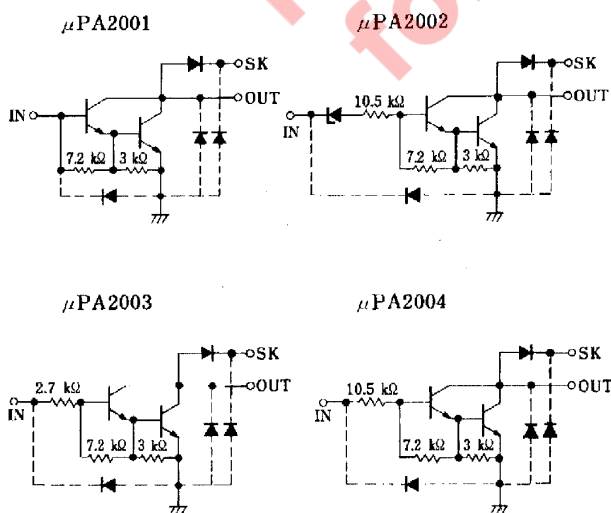 μPA2001
SK
OUT
IN
7.2 kΩ 3 kΩ
μPA2002
SK
10.5 kΩ
OUT
IN
7.2 kΩ 3 kΩ
μPA2003
SK
2.7 kΩ
OUT
IN
7.2 kΩ 3 kΩ
μPA2004
SK
10.5 kΩ
OUT
IN
7.2 kΩ 3 kΩ